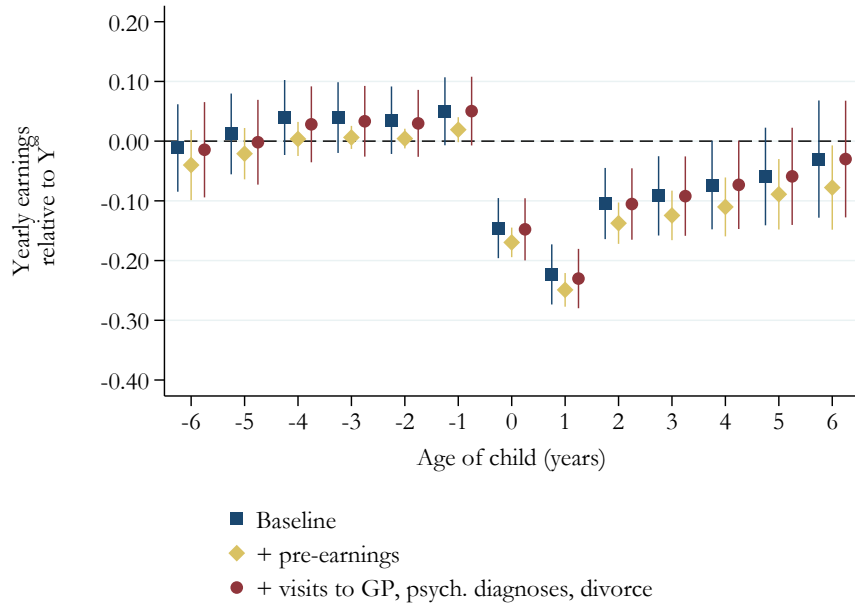 0.20
0.10
0.00
-0.10
-0.20
-0.30
-0.40
Yearly earnings
relative to Y∞
-6 -5 -4 -3 -2 -1 0 1 2 3 4 5 6
Age of child (years)
Baseline
+ pre-earnings
+ visits to GP, psych. diagnoses, divorce